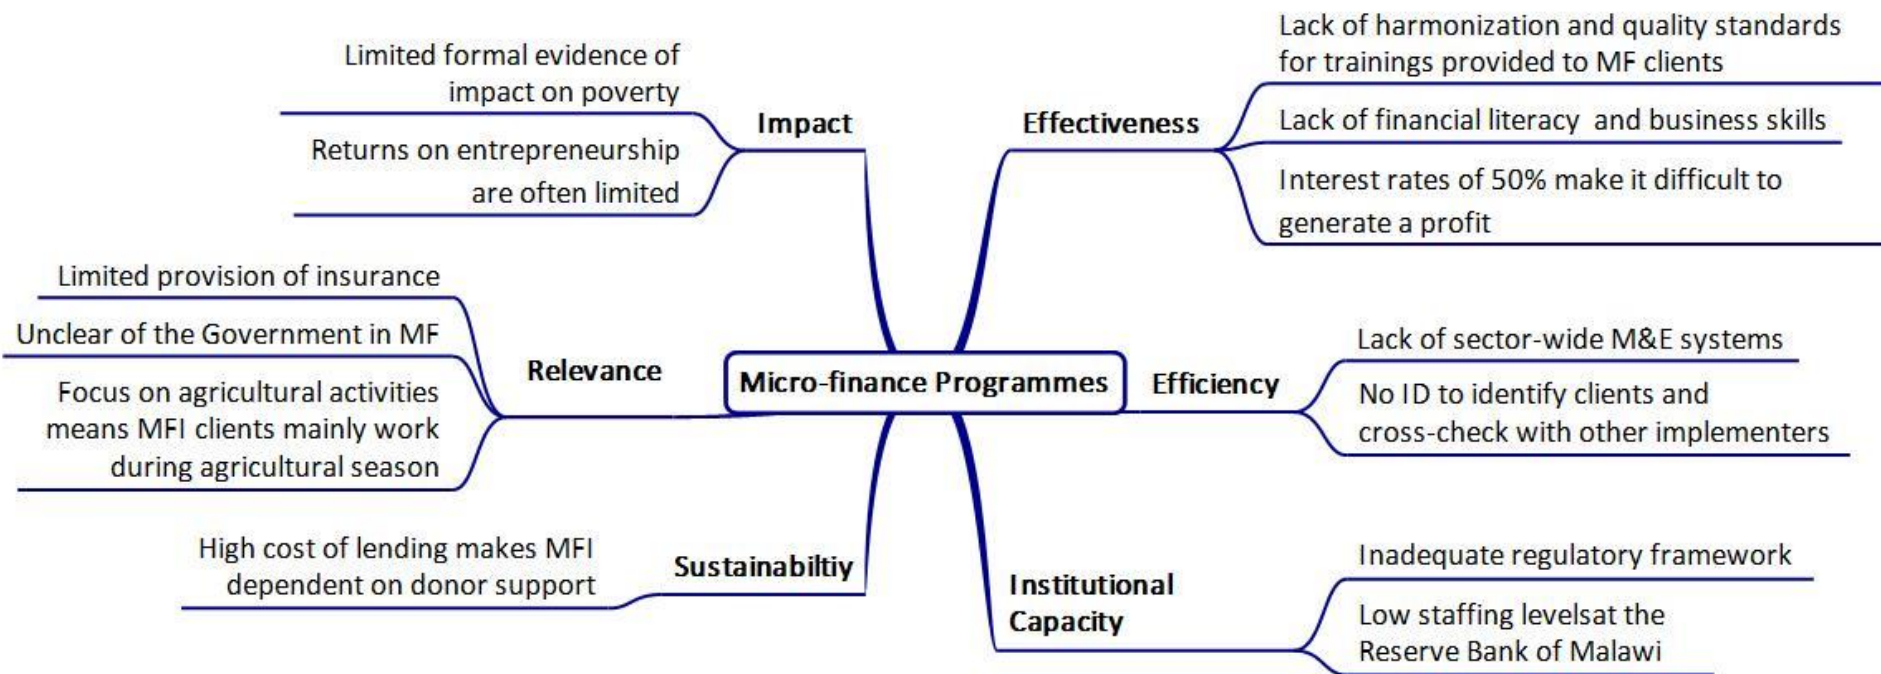 Limited formal evidence of
impact on poverty
Returns on entrepreneurship
are often limited
Impact
Effectiveness
Lack of harmonization and quality standards
for trainings provided to MF clients
Lack of financial literacy  and business skills
Interest rates of 50% make it difficult to
generate a profit
Limited provision of insurance
Unclear of the Government in MF
Focus on agricultural activities
means MFI clients mainly work
during agricultural season
Relevance
Micro-finance Programmes
Efficiency
Lack of sector-wide M&E systems
No ID to identify clients and
cross-check with other implementers
High cost of lending makes MFI
dependent on donor support
Sustainabiltiy
Institutional
Capacity
Inadequate regulatory framework
Low staffing levelsat the
Reserve Bank of Malawi